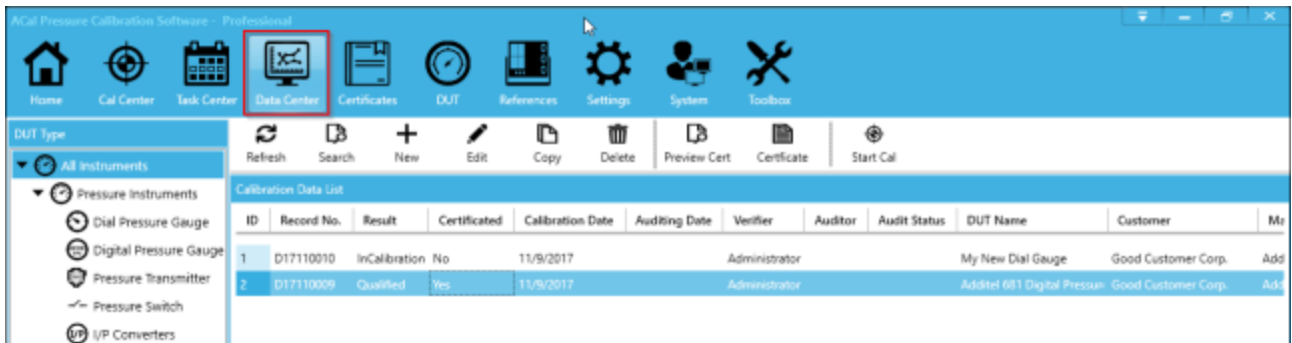 ACal Pressure Calibration Software - Professional
Home Cal Center Task Center Data Center Certificates DUT References Settings System Toolbox
DUT Type
Refresh Search New Edit Copy Delete Preview Cert Certficate Start Cal
All Instruments
Pressure Instruments
Dial Pressure Gauge
Digital Pressure Gauge
Pressure Transmitter
Pressure Switch
I/P Converters
Calibration Data List
ID Record No. Result Certificated Calibration Date Auditing Date Verifier Auditor Audit Status DUT Name Customer Ma
1 D17110010 InCalibration No 11/9/2017 Administrator My New Dial Gauge Good Customer Corp. Add
2 D17110009 Qualified Yes 11/9/2017 Administrator Additel 681 Digital Pressur Good Customer Corp. Add